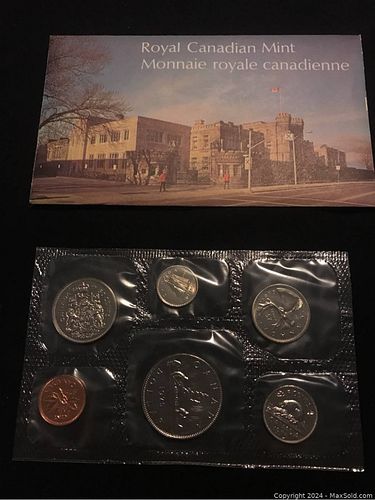 Royal Canadian Mint
Monnaie royale canadienne
Copyright 2024 - MaxSold.com